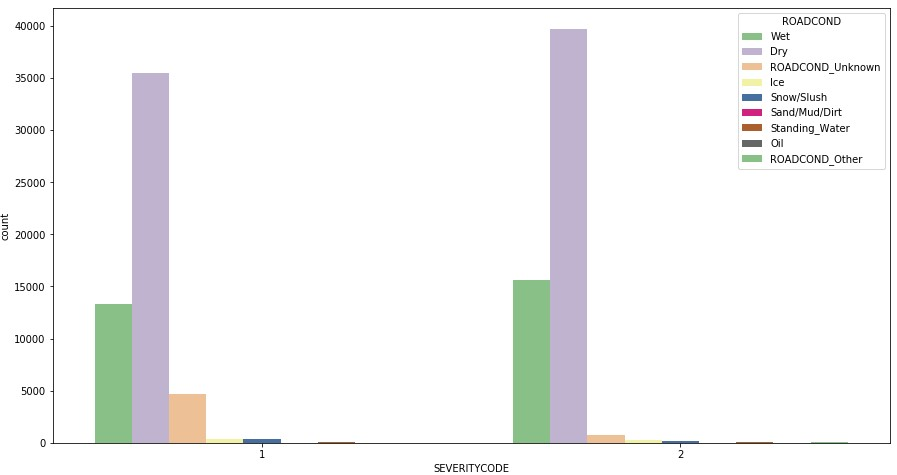 40000
35000
30000
25000
20000
15000
10000
5000
0
count
1
2
SEVERITYCODE
ROADCOND
Wet
Dry
ROADCOND_Unknown
Ice
Snow/Slush
Sand/Mud/Dirt
Standing_Water
Oil
ROADCOND_Other